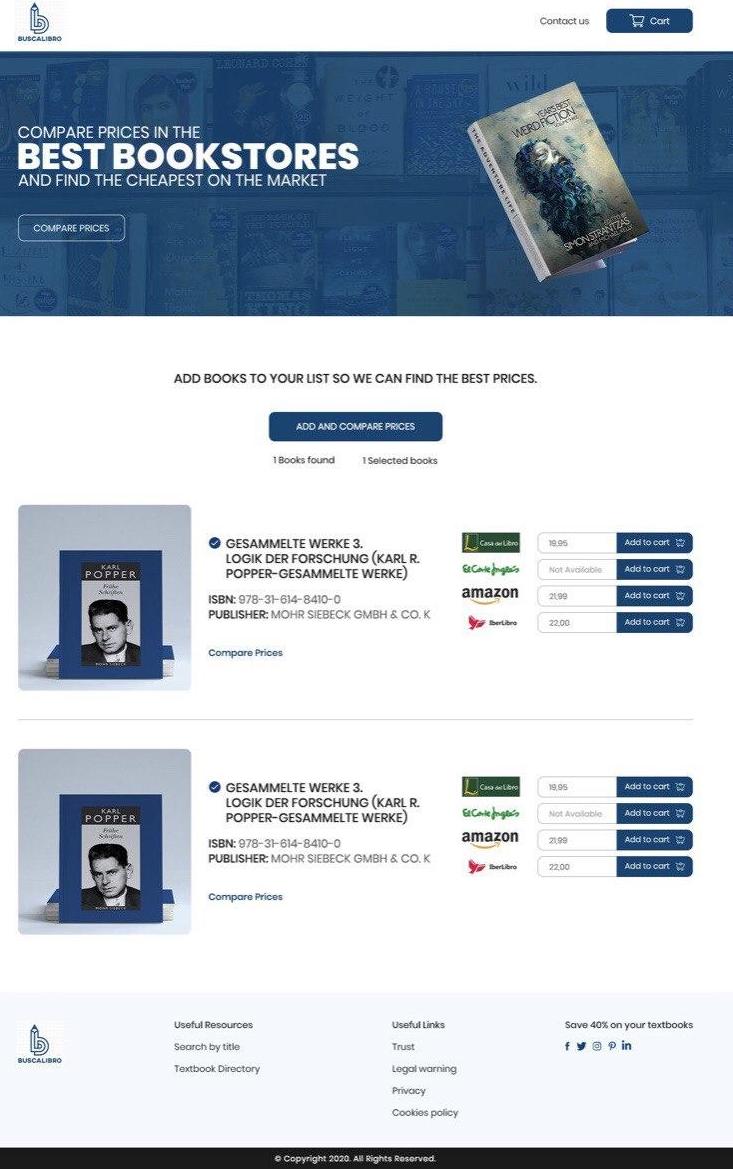 BUSCALIBRO
Contact us
Cart
COMPARE PRICES IN THE
BEST BOOKSTORES
AND FIND THE CHEAPEST ON THE MARKET
COMPARE PRICES
LEONARD COHEN
WEIGHT
BLOOD
wild
THE ADVENTURE LIFE
YEAR'S BEST
WEIRD FICTION
SIMON STRANTZAS
ADD BOOKS TO YOUR LIST SO WE CAN FIND THE BEST PRICES.
ADD AND COMPARE PRICES
1 Books found
1 Selected books
KARL
POPPER
Frühe
Schriften
MOHR SIEBECK
GESAMMELTE WERKE 3.
LOGIK DER FORSCHUNG (KARL R.
POPPER-GESAMMELTE WERKE)
ISBN: 978-31-614-8410-0
PUBLISHER: MOHR SIEBECK GMBH & CO. K
Compare Prices
Casa del Libro 19,95 Add to cart
El Corte Inglés Not Available Add to cart
amazon 21,99 Add to cart
IberLibro 22,00 Add to cart
KARL
POPPER
Frühe
Schriften
MOHR SIEBECK
GESAMMELTE WERKE 3.
LOGIK DER FORSCHUNG (KARL R.
POPPER-GESAMMELTE WERKE)
ISBN: 978-31-614-8410-0
PUBLISHER: MOHR SIEBECK GMBH & CO. K
Compare Prices
Casa del Libro 19,95 Add to cart
El Corte Inglés Not Available Add to cart
amazon 21,99 Add to cart
IberLibro 22,00 Add to cart
BUSCALIBRO
Useful Resources
Search by title
Textbook Directory
Useful Links
Trust
Legal warning
Privacy
Cookies policy
Save 40% on your textbooks
© Copyright 2020. All Rights Reserved.